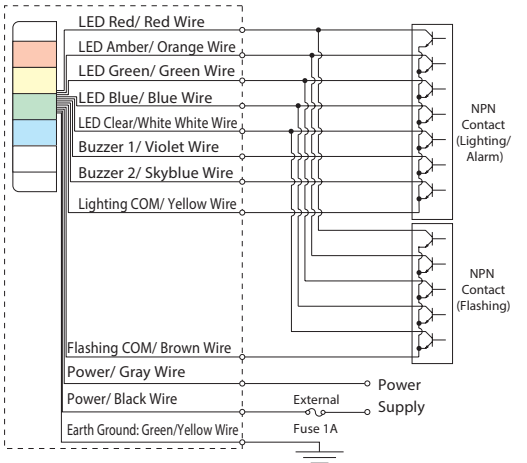 LED Red/ Red Wire
LED Amber/ Orange Wire
LED Green/ Green Wire
LED Blue/ Blue Wire
LED Clear/White White Wire
Buzzer 1/ Violet Wire
Buzzer 2/ Skyblue Wire
Lighting COM/ Yellow Wire
NPN
Contact
(Lighting/
Alarm)
NPN
Contact
(Flashing)
Flashing COM/ Brown Wire
Power/ Gray Wire
Power/ Black Wire
Earth Ground: Green/Yellow Wire
External
Fuse 1A
Power
Supply